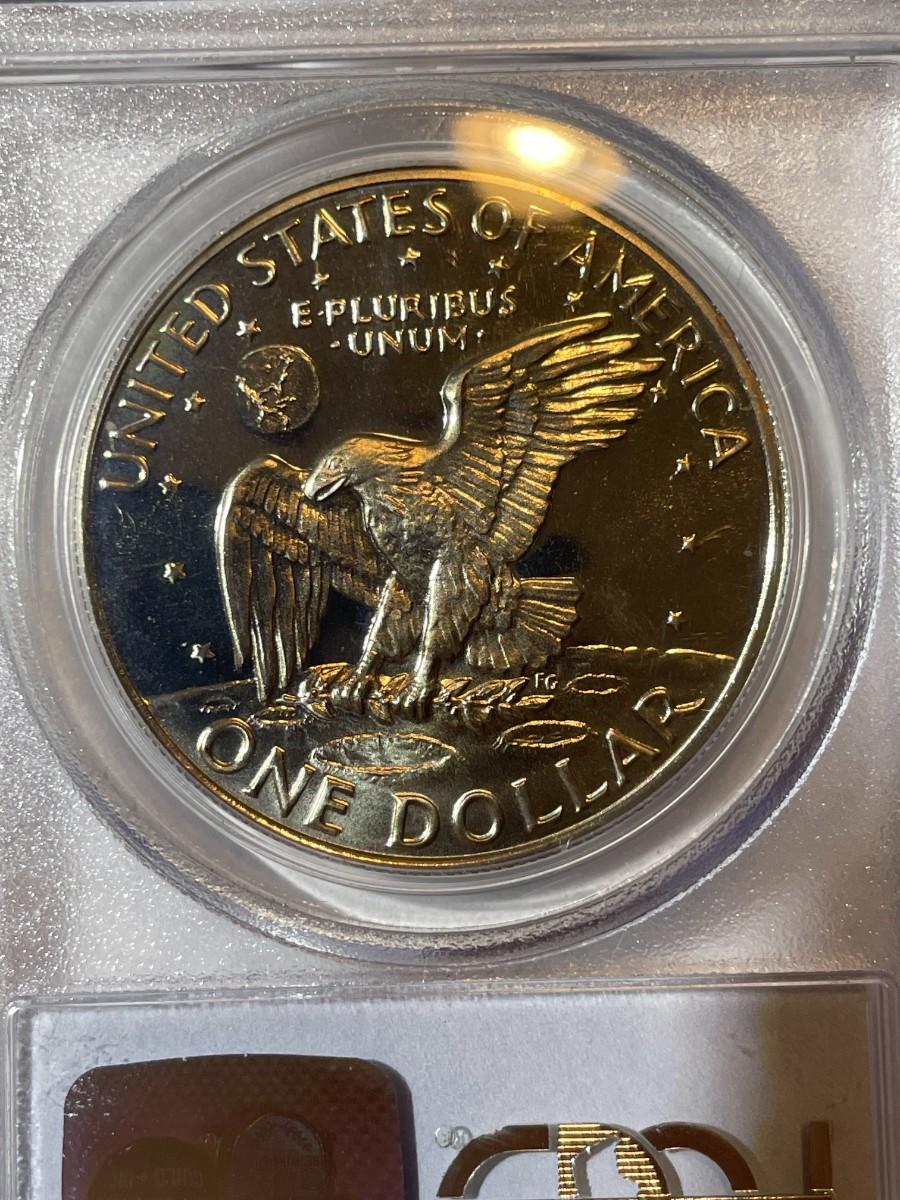 UNITED STATES OF AMERICA
E·PLURIBUS
·UNUM·
FG
ONE DOLLAR